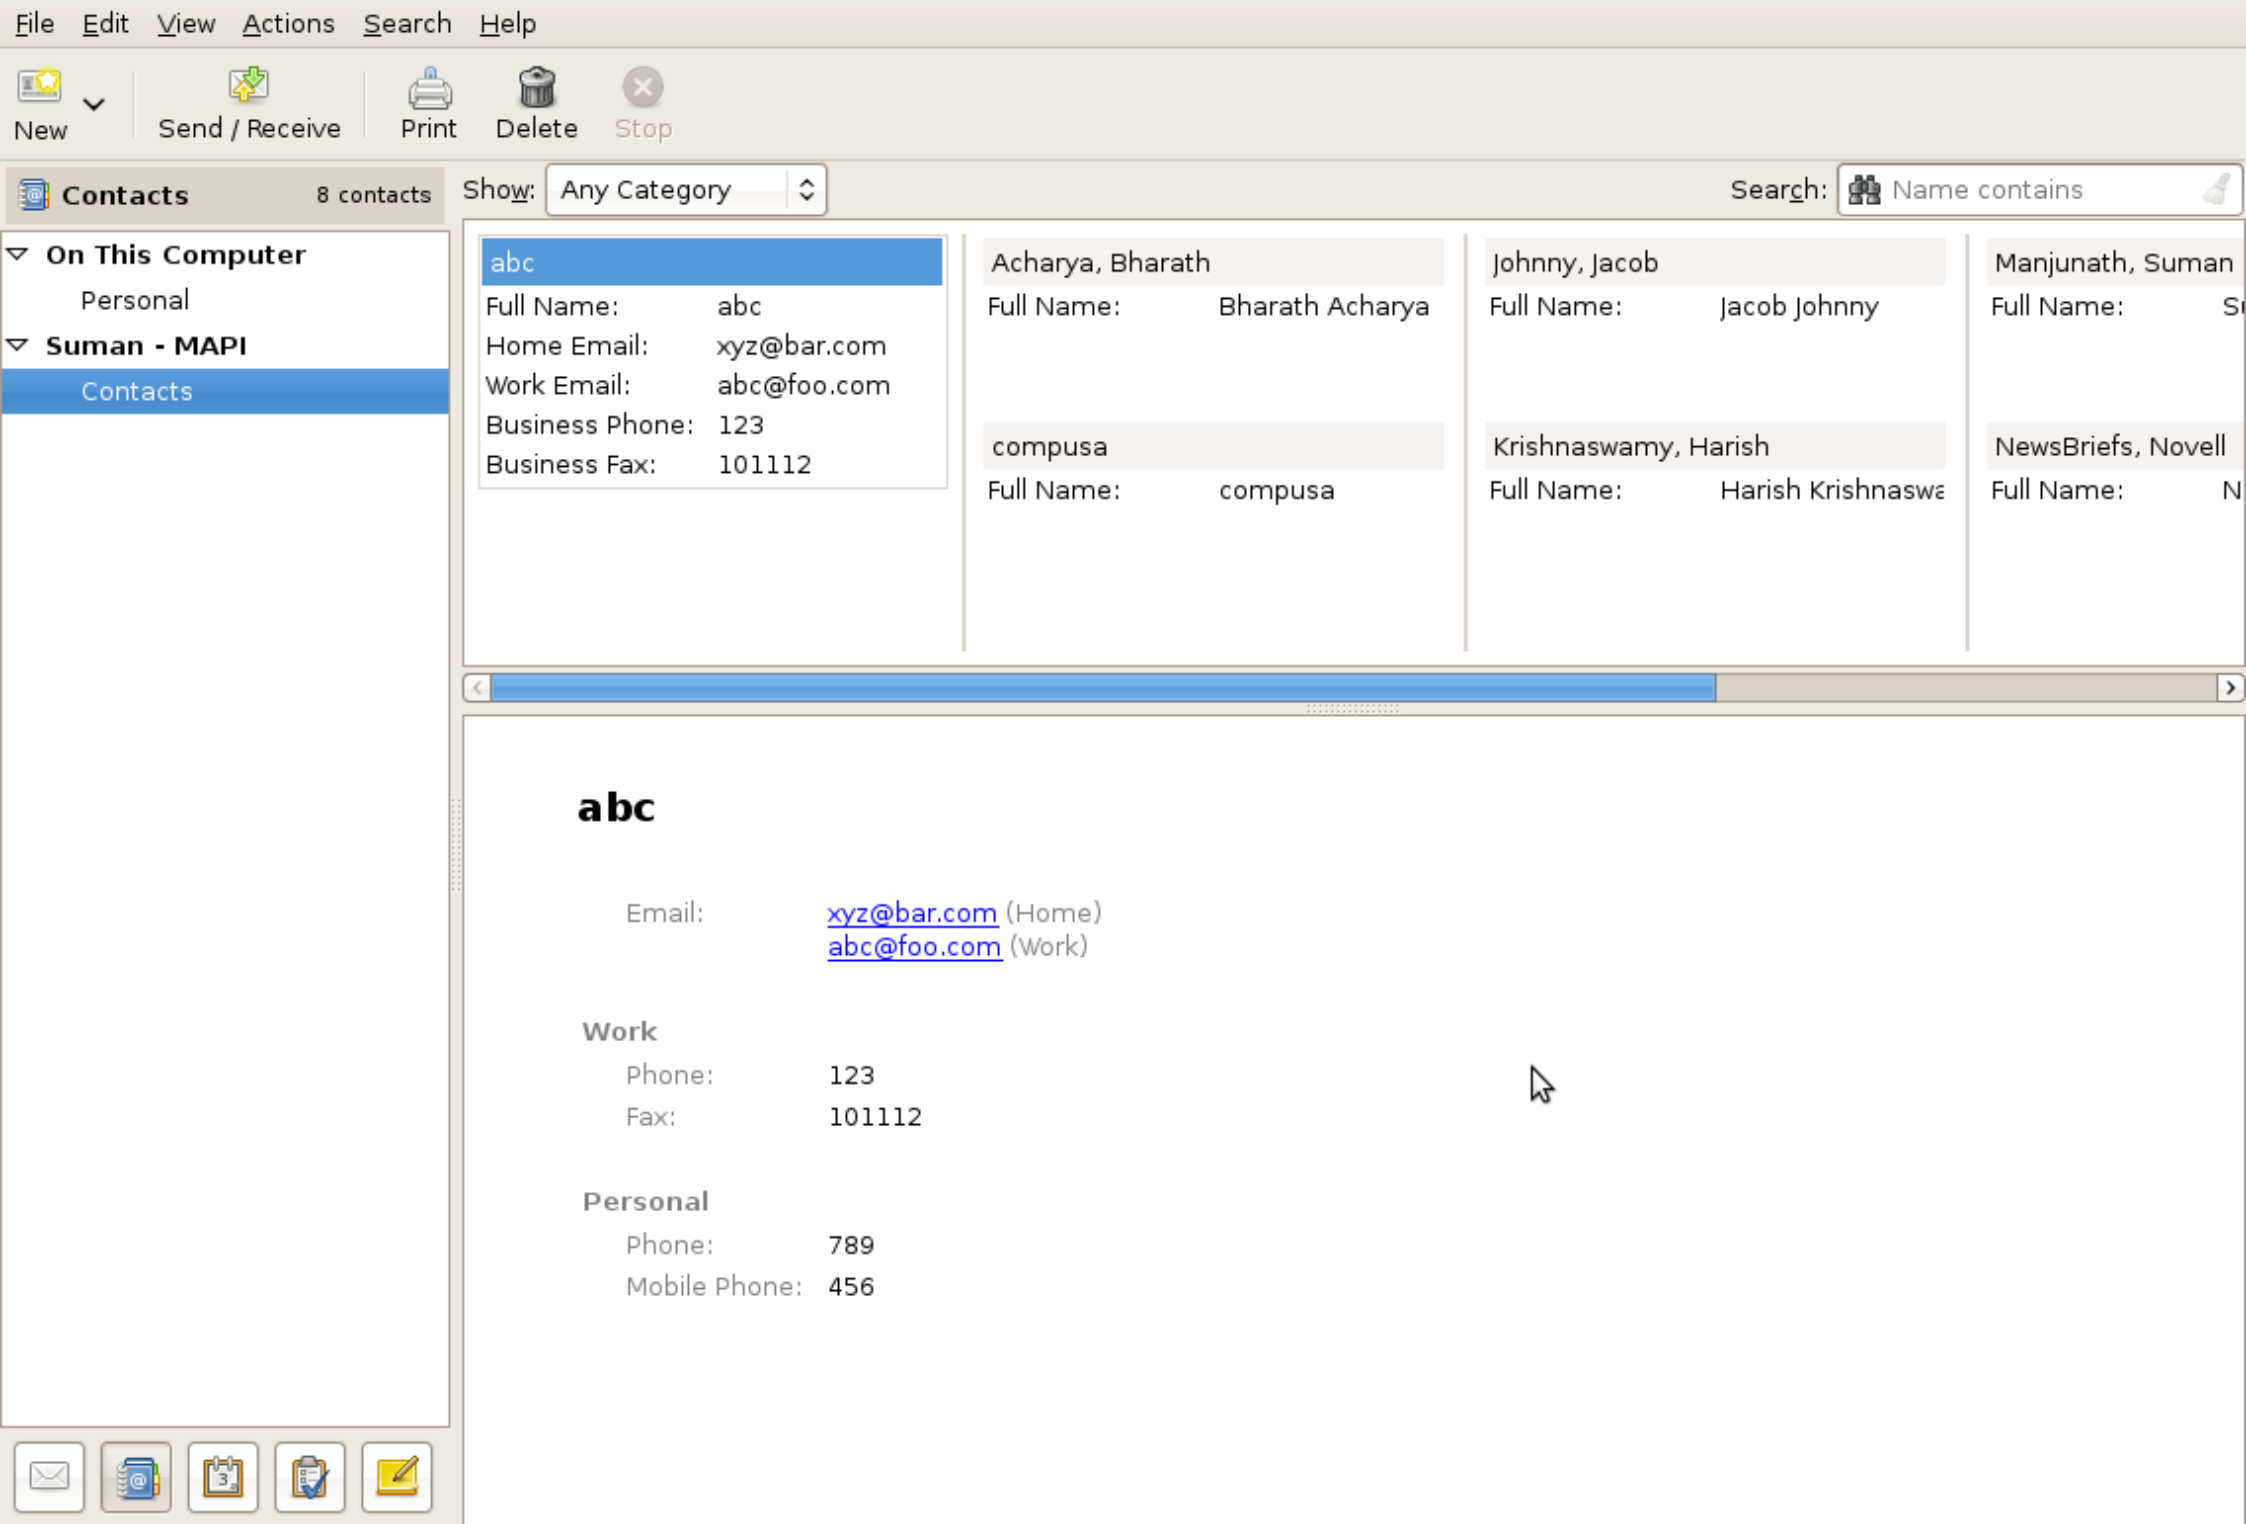 File Edit View Actions Search Help
New Send / Receive Print Delete Stop
Contacts 8 contacts
Show: Any Category Search: Name contains
On This Computer
Personal
Suman - MAPI
Contacts
abc
Full Name: abc
Home Email: xyz@bar.com
Work Email: abc@foo.com
Business Phone: 123
Business Fax: 101112
Acharya, Bharath
Full Name: Bharath Acharya
compusa
Full Name: compusa
Johnny, Jacob
Full Name: Jacob Johnny
Krishnaswamy, Harish
Full Name: Harish Krishnaswa
Manjunath, Suman
Full Name:
NewsBriefs, Novell
Full Name: N
abc
Email: xyz@bar.com (Home)
abc@foo.com (Work)
Work
Phone: 123
Fax: 101112
Personal
Phone: 789
Mobile Phone: 456